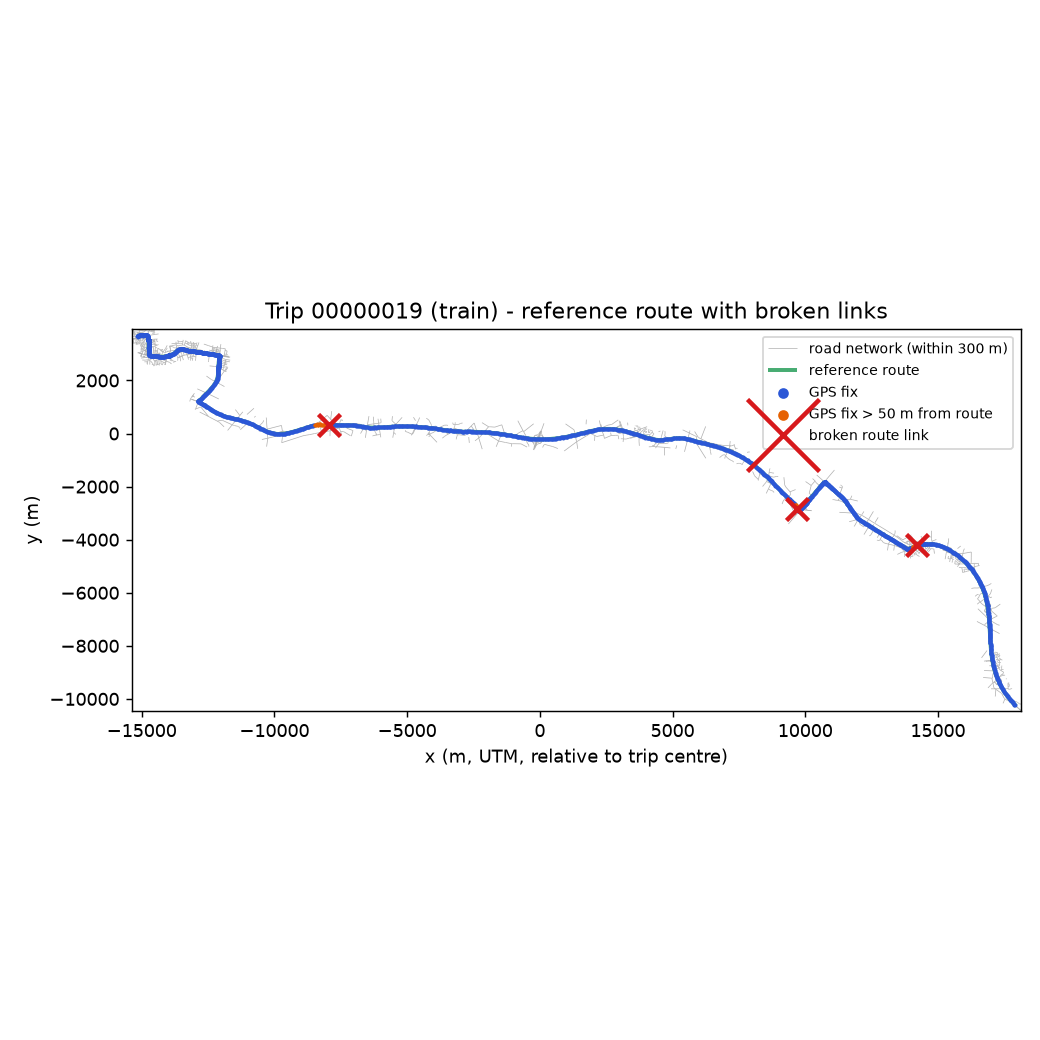 Trip 00000019 (train) - reference route with broken links
road network (within 300 m)
reference route
GPS fix
GPS fix > 50 m from route
broken route link
2000
0
−2000
−4000
−6000
−8000
−10000
y (m)
−15000 −10000 −5000 0 5000 10000 15000
x (m, UTM, relative to trip centre)